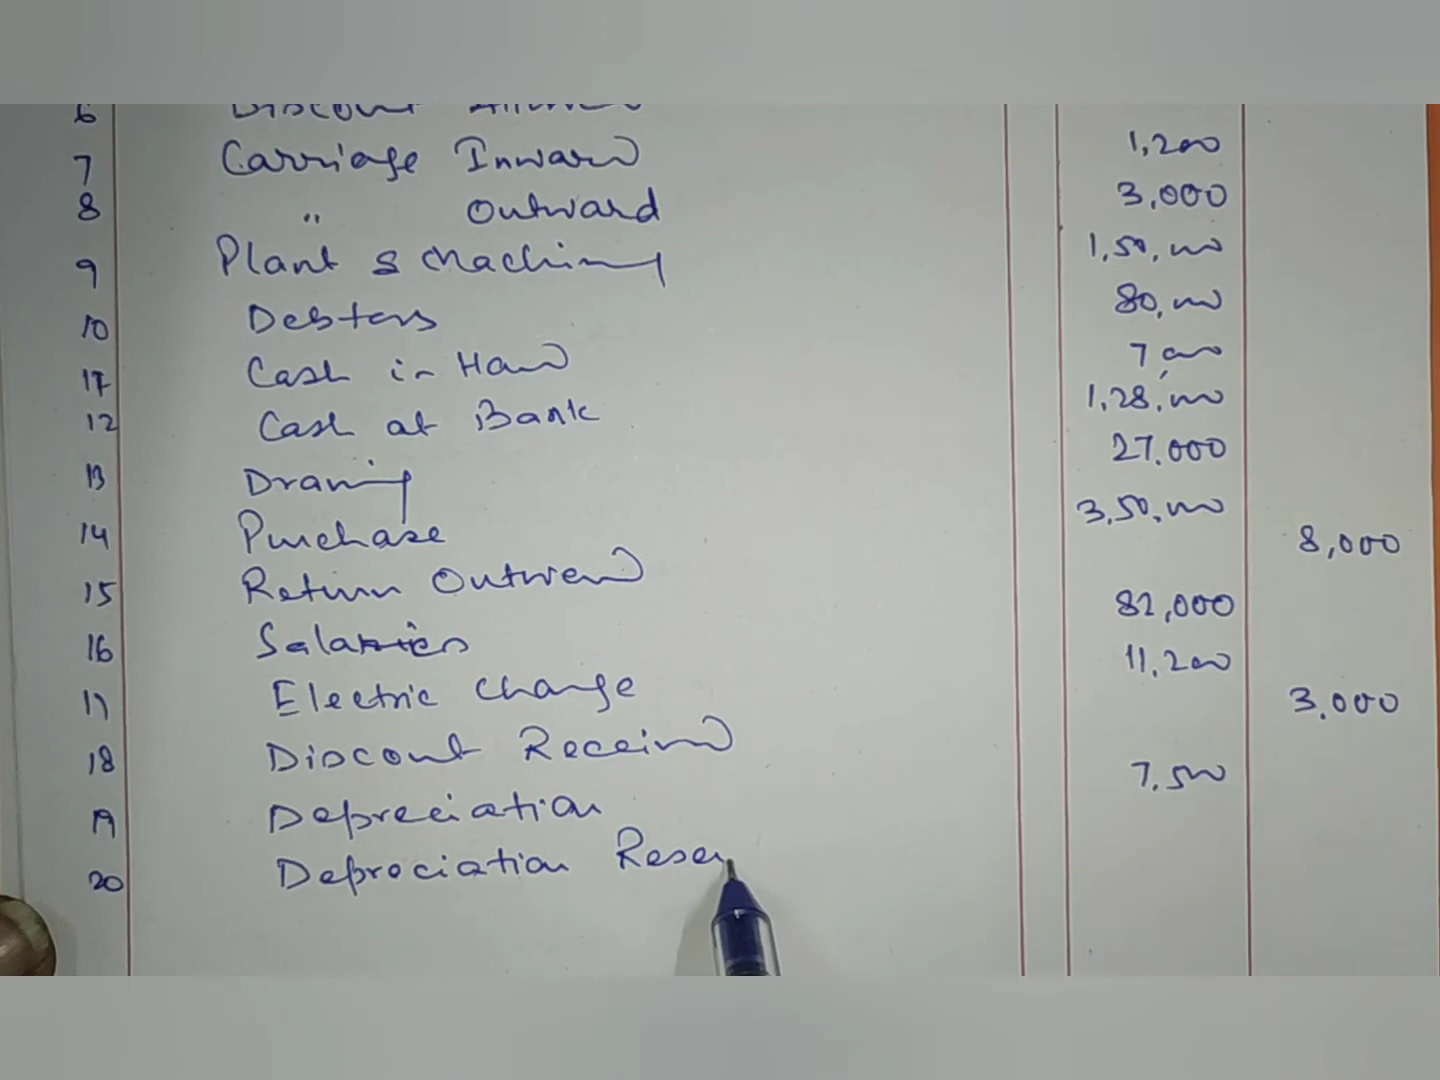 6 Discount Allowed
7 Carriage Inward 1,200
8 " Outward 3,000
9 Plant & Machinery 1,50,000
10 Debtors 80,000
11 Cash in Hand 7,000
12 Cash at Bank 1,28,000
13 Drawing 27,000
14 Purchase 3,50,000
15 Return Outward 8,000
16 Salaries 82,000
17 Electric Charge 11,200
18 Discount Received 3,000
19 Depreciation 7,500
20 Depreciation Reser